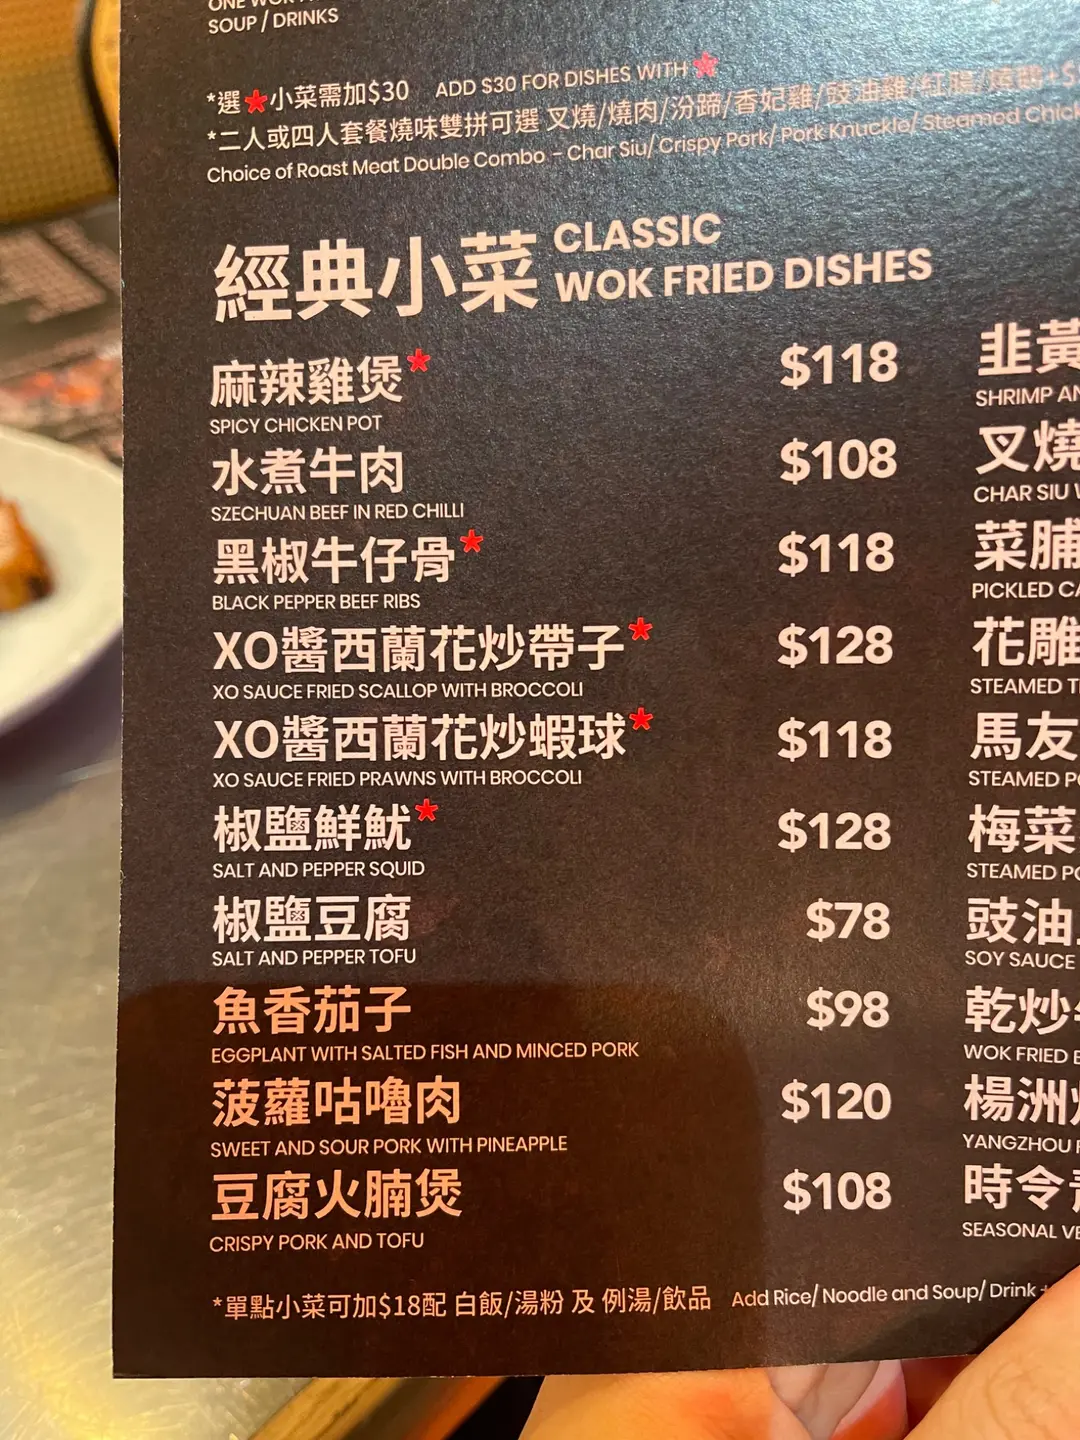 SOUP / DRINKS
*選★小菜需加$30 ADD $30 FOR DISHES WITH ★
*二人或四人套餐燒味雙拼可選 叉燒/燒肉/汾蹄/香妃雞/豉油雞/紅腸/燒鴨+$
Choice of Roast Meat Double Combo - Char Siu/ Crispy Pork/ Pork Knuckle/ Steamed Chick
經典小菜 CLASSIC
WOK FRIED DISHES
麻辣雞煲* $118
SPICY CHICKEN POT
水煮牛肉 $108
SZECHUAN BEEF IN RED CHILLI
黑椒牛仔骨* $118
BLACK PEPPER BEEF RIBS
XO醬西蘭花炒帶子* $128
XO SAUCE FRIED SCALLOP WITH BROCCOLI
XO醬西蘭花炒蝦球* $118
XO SAUCE FRIED PRAWNS WITH BROCCOLI
椒鹽鮮魷* $128
SALT AND PEPPER SQUID
椒鹽豆腐 $78
SALT AND PEPPER TOFU
魚香茄子 $98
EGGPLANT WITH SALTED FISH AND MINCED PORK
菠蘿咕嚕肉 $120
SWEET AND SOUR PORK WITH PINEAPPLE
豆腐火腩煲 $108
CRISPY PORK AND TOFU
韭黃
SHRIMP AN
叉燒
CHAR SIU
菜脯
PICKLED CA
花雕
STEAMED T
馬友
STEAMED PO
梅菜
STEAMED PO
豉油
SOY SAUCE
乾炒
WOK FRIED B
楊洲
YANGZHOU
時令
SEASONAL VE
*單點小菜可加$18配 白飯/湯粉 及 例湯/飲品 Add Rice/ Noodle and Soup/ Drink +